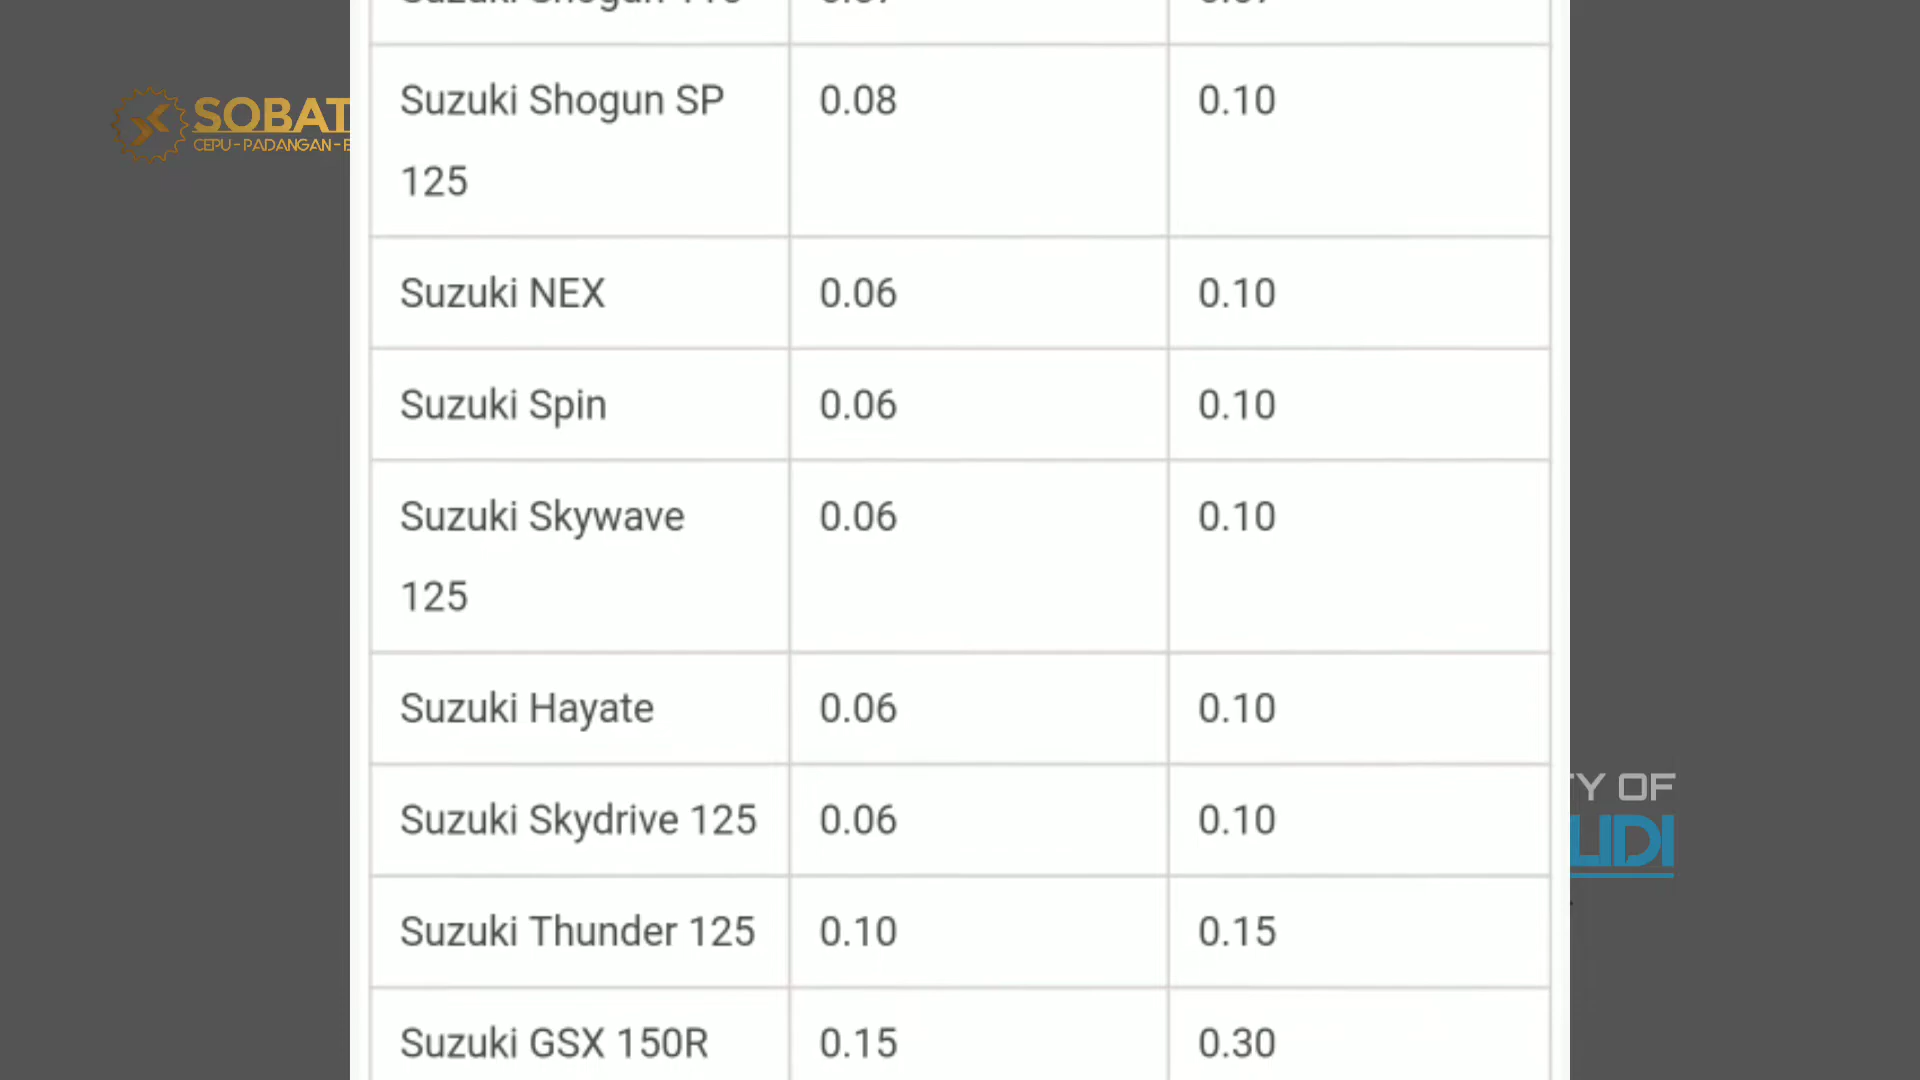 SOBAT
CEPU-PADANGAN-
Suzuki Shogun SP 0.08 0.10
125
Suzuki NEX 0.06 0.10
Suzuki Spin 0.06 0.10
Suzuki Skywave 0.06 0.10
125
Suzuki Hayate 0.06 0.10
Suzuki Skydrive 125 0.06 0.10
TY OF
LIDI
Suzuki Thunder 125 0.10 0.15
Suzuki GSX 150R 0.15 0.30